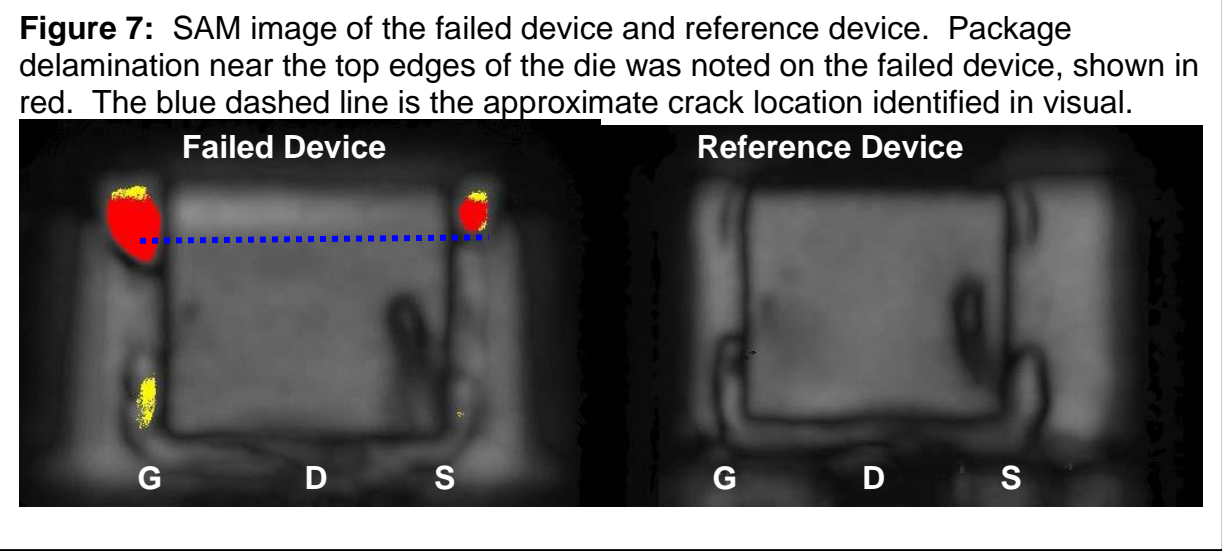 Figure 7: SAM image of the failed device and reference device. Package
delamination near the top edges of the die was noted on the failed device, shown in
red. The blue dashed line is the approximate crack location identified in visual.
Failed Device
Reference Device
G D S
G D S